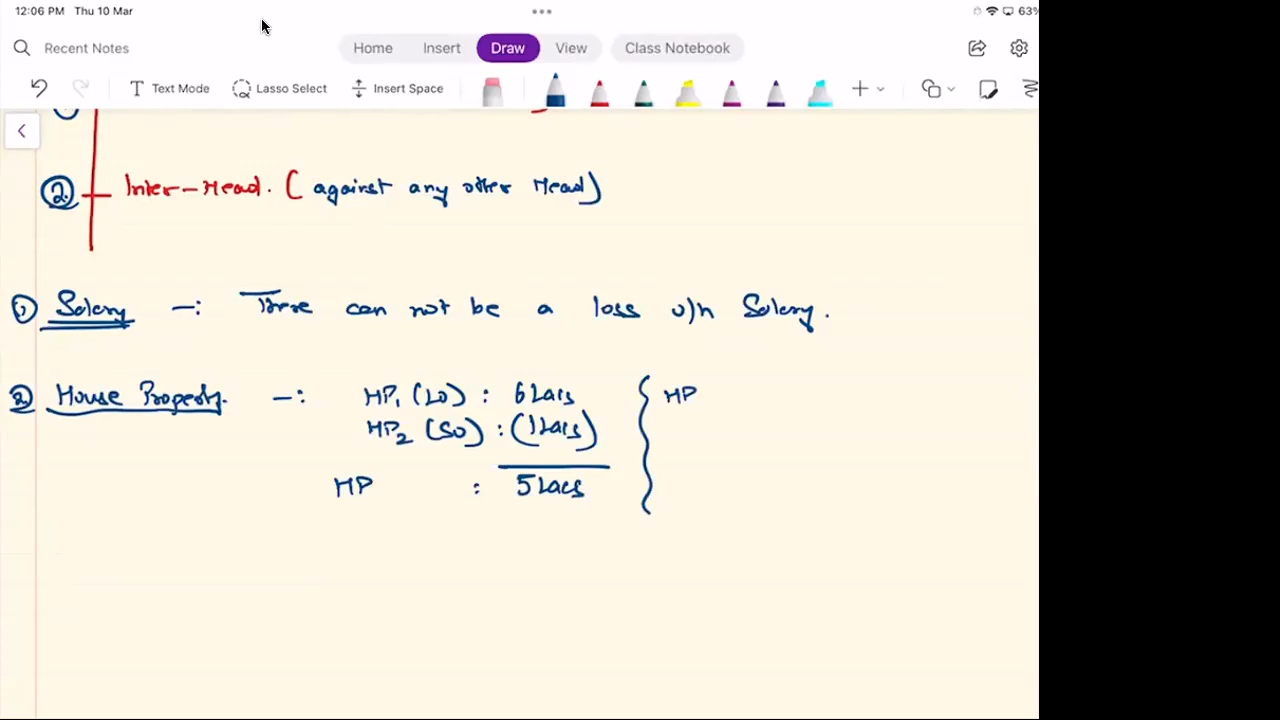 12:06 PM Thu 10 Mar
63%
Recent Notes
Home Insert Draw View Class Notebook
Text Mode Lasso Select Insert Space
② Inter-Head. (against any other Head)
① Salary -: There can not be a loss u/h Salary.
② House Property. -: HP₁ (LO) : 6 Lacs HP
HP₂ (SO) : (1 Lacs)
HP : 5 Lacs